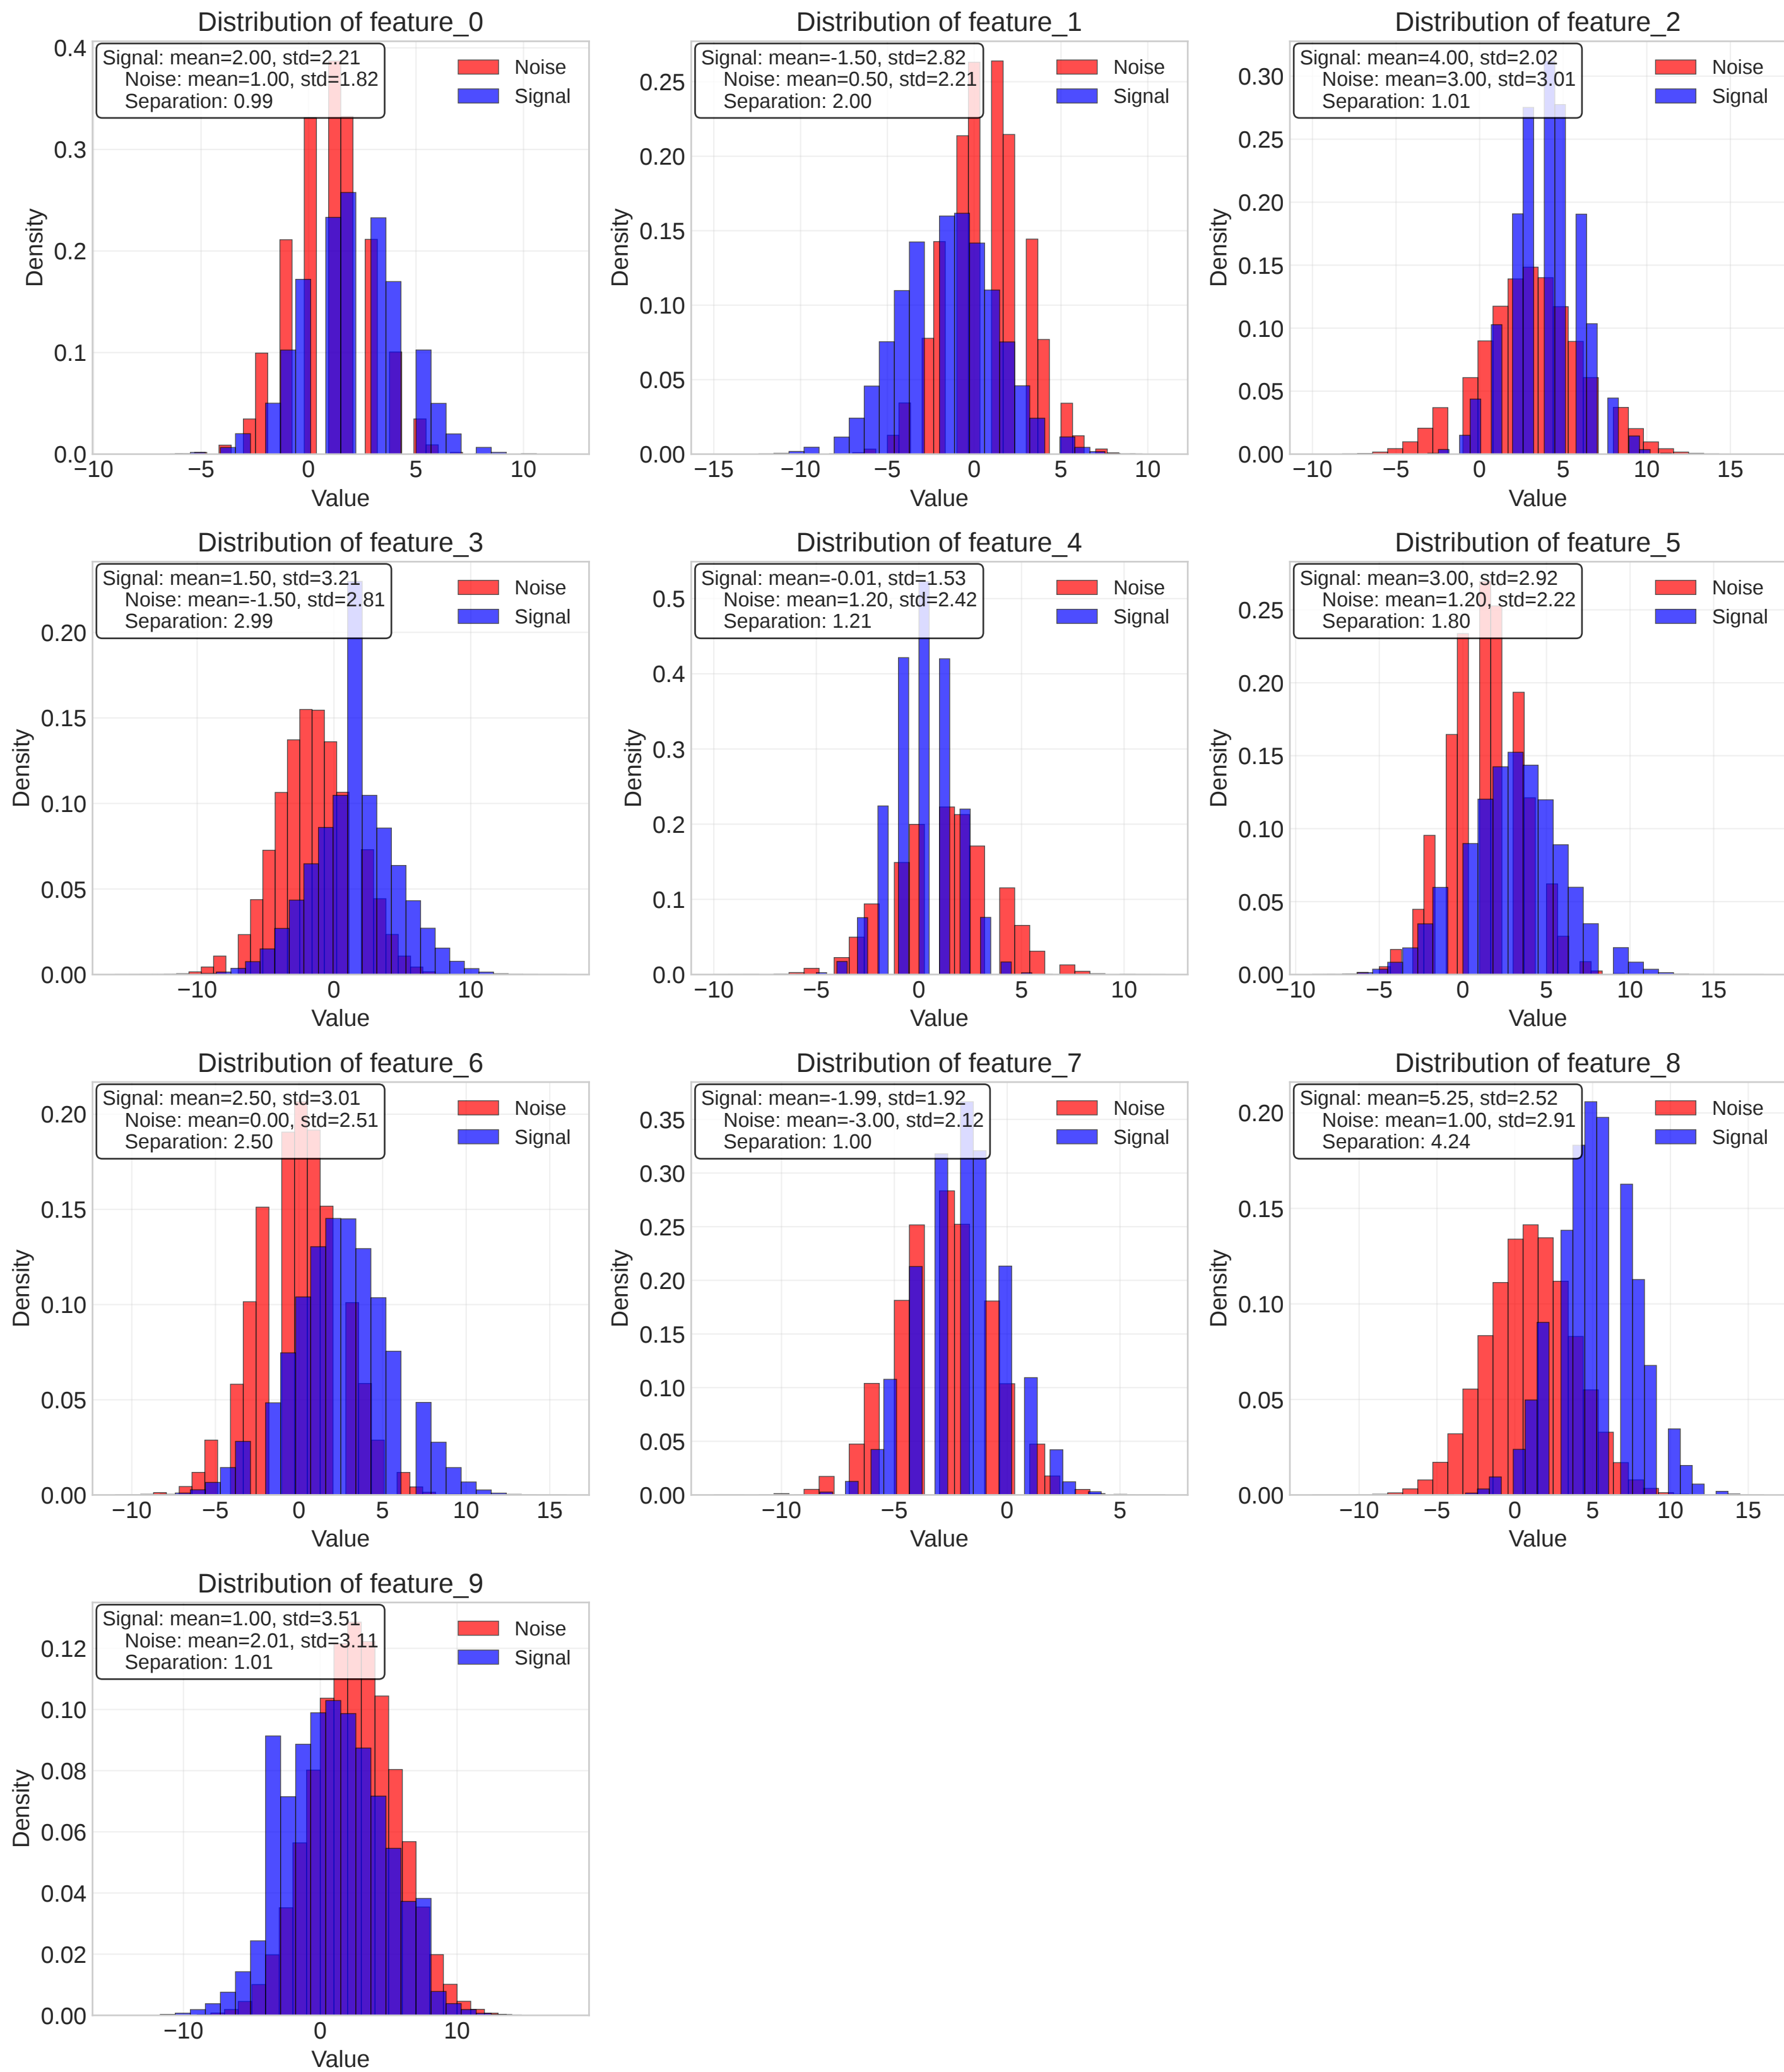 Distribution of feature_0
Signal: mean=2.00, std=2.21
Noise: mean=1.00, std=1.82
Separation: 0.99
Noise
Signal
0.4
0.3
0.2
0.1
0.0
Density
−10 −5 0 5 10
Value
Distribution of feature_1
Signal: mean=-1.50, std=2.82
Noise: mean=0.50, std=2.21
Separation: 2.00
Noise
Signal
0.25
0.20
0.15
0.10
0.05
0.00
Density
−15 −10 −5 0 5 10
Value
Distribution of feature_2
Signal: mean=4.00, std=2.02
Noise: mean=3.00, std=3.01
Separation: 1.01
Noise
Signal
0.30
0.25
0.20
0.15
0.10
0.05
0.00
Density
−10 −5 0 5 10 15
Value
Distribution of feature_3
Signal: mean=1.50, std=3.21
Noise: mean=-1.50, std=2.81
Separation: 2.99
Noise
Signal
0.20
0.15
0.10
0.05
0.00
Density
−10 0 10
Value
Distribution of feature_4
Signal: mean=-0.01, std=1.53
Noise: mean=1.20, std=2.42
Separation: 1.21
Noise
Signal
0.5
0.4
0.3
0.2
0.1
0.0
Density
−10 −5 0 5 10
Value
Distribution of feature_5
Signal: mean=3.00, std=2.92
Noise: mean=1.20, std=2.22
Separation: 1.80
Noise
Signal
0.25
0.20
0.15
0.10
0.05
0.00
Density
−10 −5 0 5 10 15
Value
Distribution of feature_6
Signal: mean=2.50, std=3.01
Noise: mean=0.00, std=2.51
Separation: 2.50
Noise
Signal
0.20
0.15
0.10
0.05
0.00
Density
−10 −5 0 5 10 15
Value
Distribution of feature_7
Signal: mean=-1.99, std=1.92
Noise: mean=-3.00, std=2.12
Separation: 1.00
Noise
Signal
0.35
0.30
0.25
0.20
0.15
0.10
0.05
0.00
Density
−10 −5 0 5
Value
Distribution of feature_8
Signal: mean=5.25, std=2.52
Noise: mean=1.00, std=2.91
Separation: 4.24
Noise
Signal
0.20
0.15
0.10
0.05
0.00
Density
−10 −5 0 5 10 15
Value
Distribution of feature_9
Signal: mean=1.00, std=3.51
Noise: mean=2.01, std=3.11
Separation: 1.01
Noise
Signal
0.12
0.10
0.08
0.06
0.04
0.02
0.00
Density
−10 0 10
Value